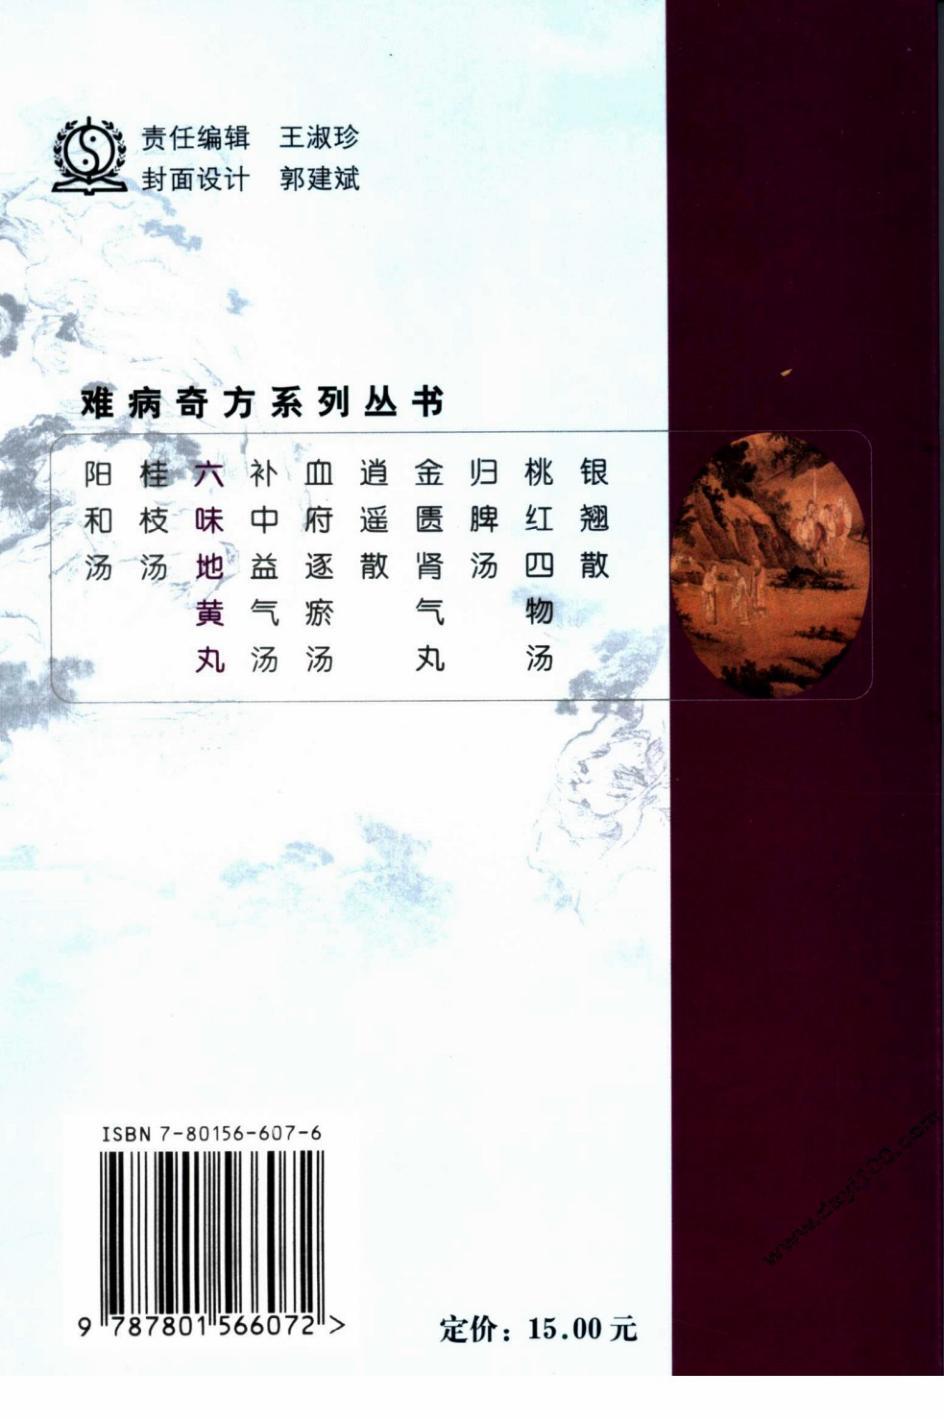 责任编辑 王淑珍
封面设计 郭建斌
难病奇方系列丛书
阳和汤
桂枝汤
六味地黄丸
补中益气汤
血府逐瘀汤
逍遥散
金匮肾气丸
归脾汤
桃红四物汤
银翘散
ISBN 7-80156-607-6
9 787801 566072 >
定价：15.00 元